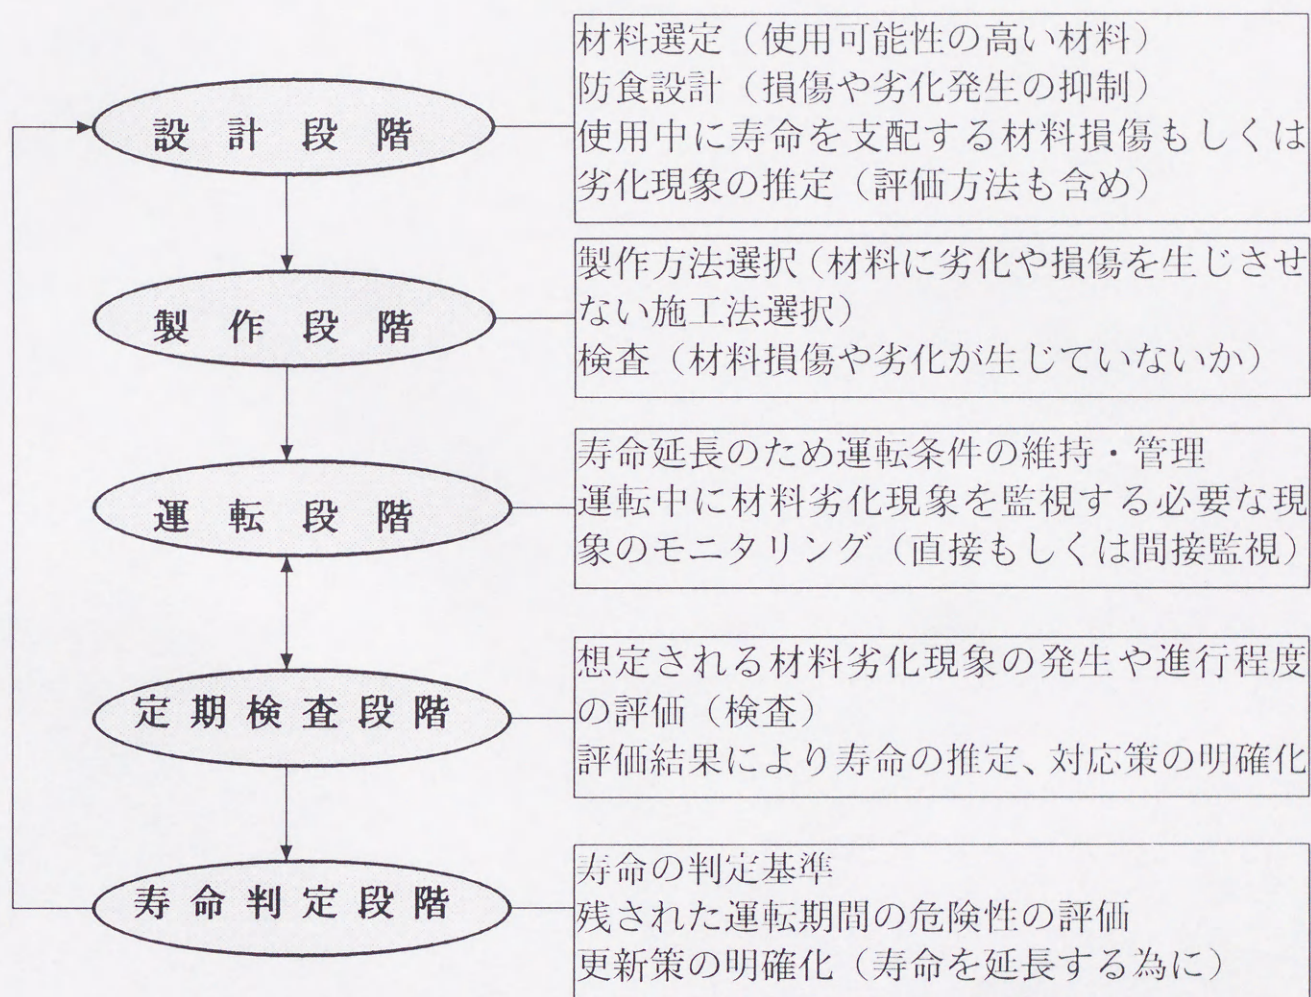 設計段階
材料選定（使用可能性の高い材料）
防食設計（損傷や劣化発生の抑制）
使用中に寿命を支配する材料損傷もしくは
劣化現象の推定（評価方法も含め）
製作段階
製作方法選択（材料に劣化や損傷を生じさせ
ない施工法選択）
検査（材料損傷や劣化が生じていないか）
運転段階
寿命延長のため運転条件の維持・管理
運転中に材料劣化現象を監視する必要な現
象のモニタリング（直接もしくは間接監視）
定期検査段階
想定される材料劣化現象の発生や進行程度
の評価（検査）
評価結果により寿命の推定、対応策の明確化
寿命判定段階
寿命の判定基準
残された運転期間の危険性の評価
更新策の明確化（寿命を延長する為に）